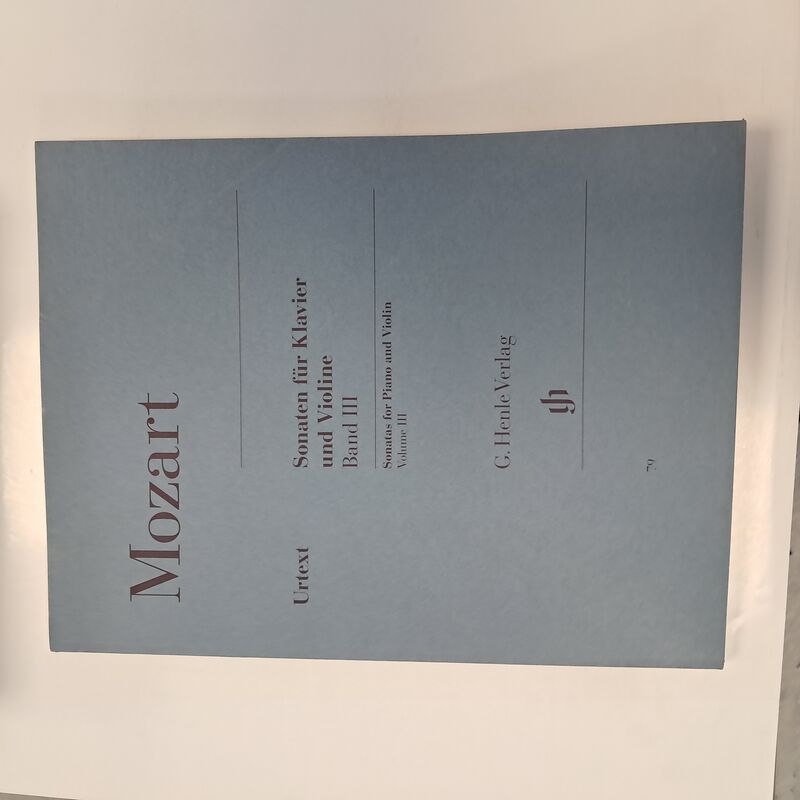 Mozart
Urtext
Sonaten für Klavier
und Violine
Band III
Sonatas for Piano and Violin
Volume III
G. Henle Verlag
79